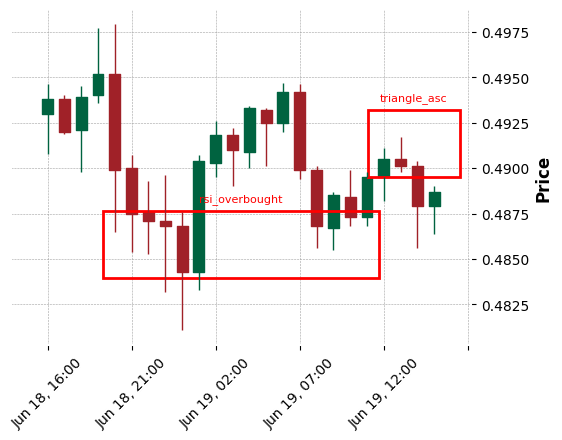 0.4975
0.4950
0.4925
0.4900
0.4875
0.4850
0.4825
Price
triangle_asc
rsi_overbought
Jun 18, 16:00
Jun 18, 21:00
Jun 19, 02:00
Jun 19, 07:00
Jun 19, 12:00